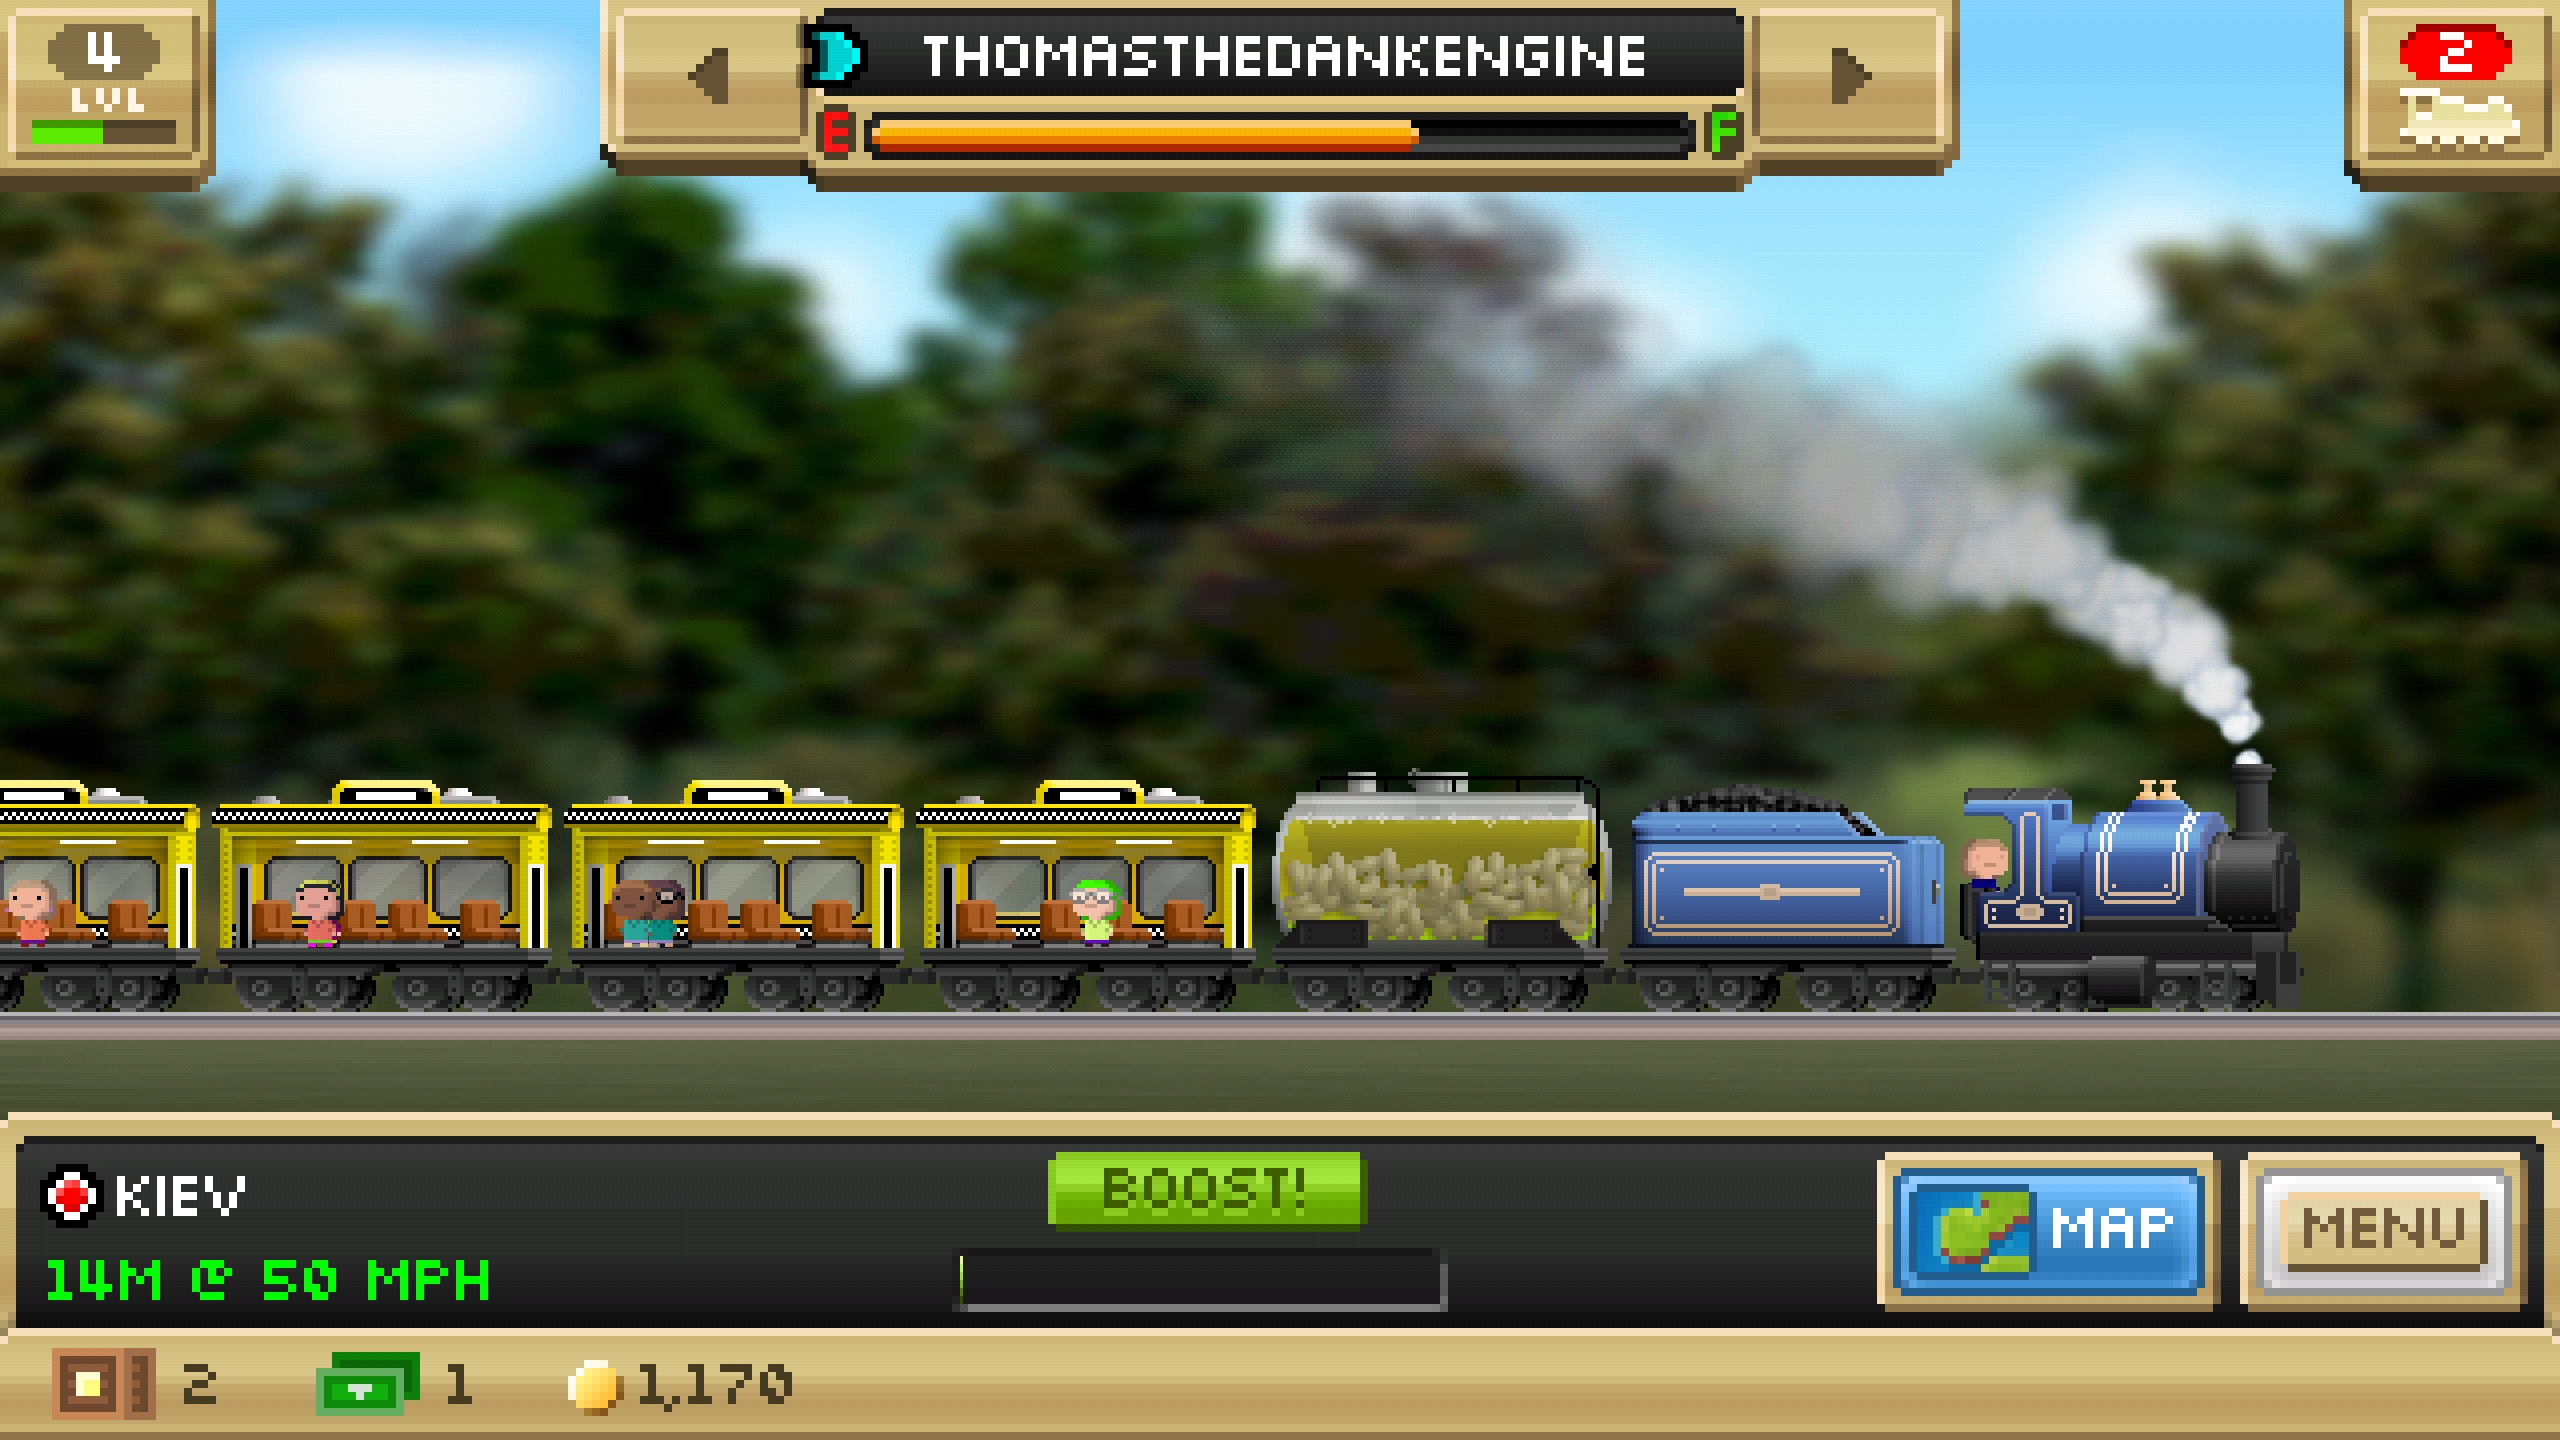 4
LVL
THOMASTHEDANKENGINE
E F
2
KIEV
BOOST!
14M @ 50 MPH
MAP
MENU
2 1 1,170